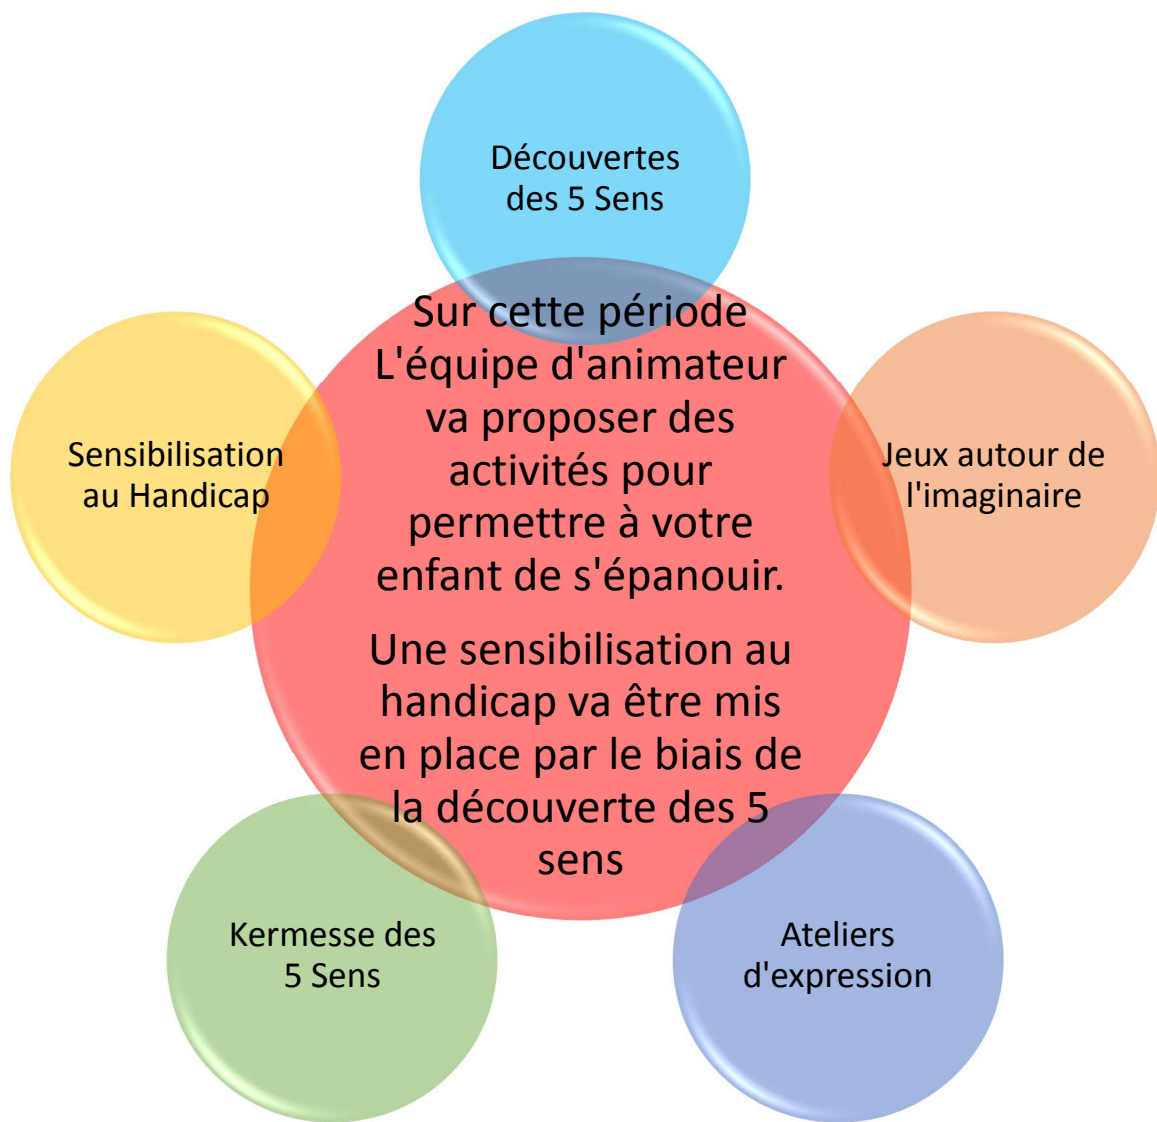 Découvertes
des 5 Sens
Sur cette période
L'équipe d'animateur
va proposer des
activités pour
permettre à votre
enfant de s'épanouir.
Une sensibilisation au
handicap va être mis
en place par le biais de
la découverte des 5
sens
Jeux autour de
l'imaginaire
Ateliers
d'expression
Kermesse des
5 Sens
Sensibilisation
au Handicap